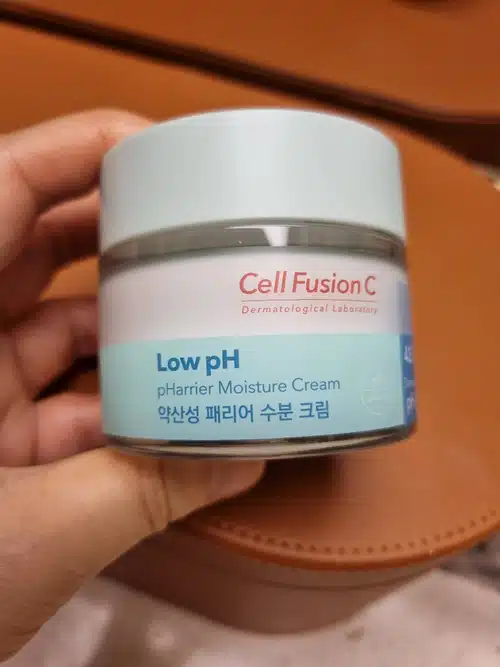 Cell Fusion C
Dermatological Laboratory
Low pH
pHarrier Moisture Cream
약산성 패리어 수분 크림